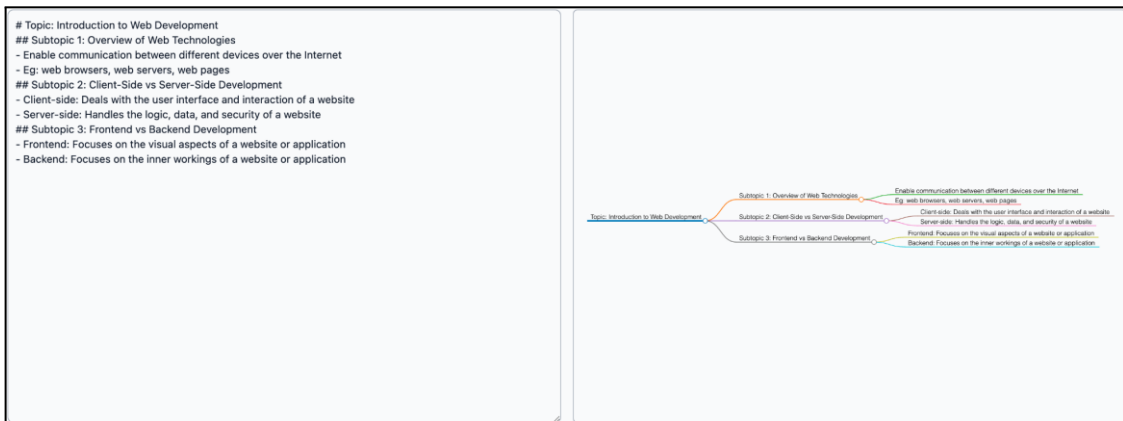 # Topic: Introduction to Web Development
## Subtopic 1: Overview of Web Technologies
- Enable communication between different devices over the Internet
- Eg: web browsers, web servers, web pages
## Subtopic 2: Client-Side vs Server-Side Development
- Client-side: Deals with the user interface and interaction of a website
- Server-side: Handles the logic, data, and security of a website
## Subtopic 3: Frontend vs Backend Development
- Frontend: Focuses on the visual aspects of a website or application
- Backend: Focuses on the inner workings of a website or application
Topic: Introduction to Web Development
Subtopic 1: Overview of Web Technologies
Enable communication between different devices over the Internet
Eg: web browsers, web servers, web pages
Subtopic 2: Client-Side vs Server-Side Development
Client-side: Deals with the user interface and interaction of a website
Server-side: Handles the logic, data, and security of a website
Subtopic 3: Frontend vs Backend Development
Frontend: Focuses on the visual aspects of a website or application
Backend: Focuses on the inner workings of a website or application